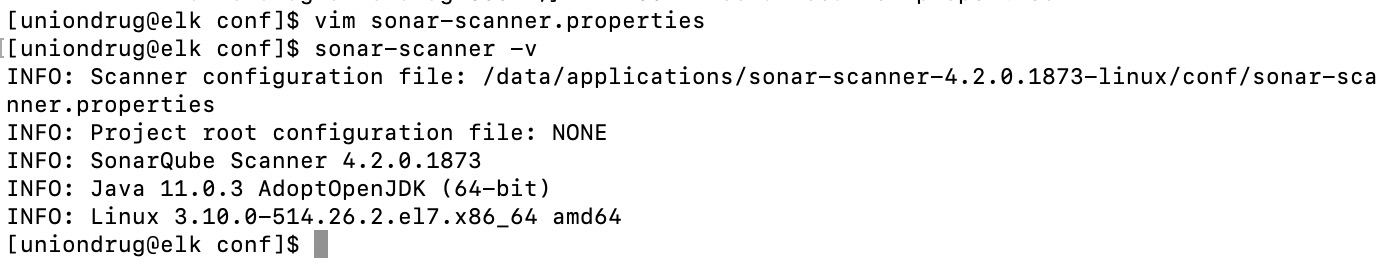 [uniondrug@elk conf]$ vim sonar-scanner.properties
[[uniondrug@elk conf]$ sonar-scanner -v
INFO: Scanner configuration file: /data/applications/sonar-scanner-4.2.0.1873-linux/conf/sonar-sca
nner.properties
INFO: Project root configuration file: NONE
INFO: SonarQube Scanner 4.2.0.1873
INFO: Java 11.0.3 AdoptOpenJDK (64-bit)
INFO: Linux 3.10.0-514.26.2.el7.x86_64 amd64
[uniondrug@elk conf]$